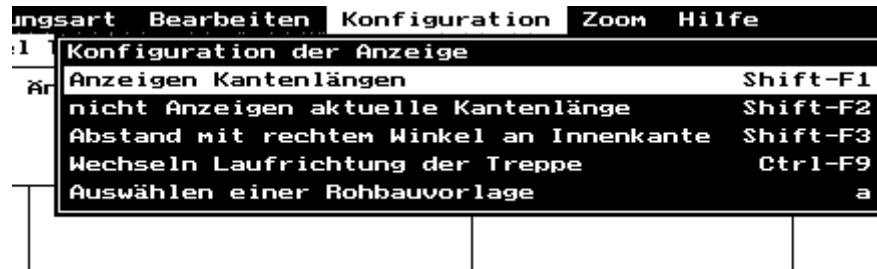 ungsart Bearbeiten Konfiguration Zoom Hilfe
Konfiguration der Anzeige
Anzeigen Kantenlängen Shift-F1
nicht Anzeigen aktuelle Kantenlänge Shift-F2
Abstand mit rechtem Winkel an Innenkante Shift-F3
Wechseln Laufrichtung der Treppe Ctrl-F9
Auswählen einer Rohbauvorlage a